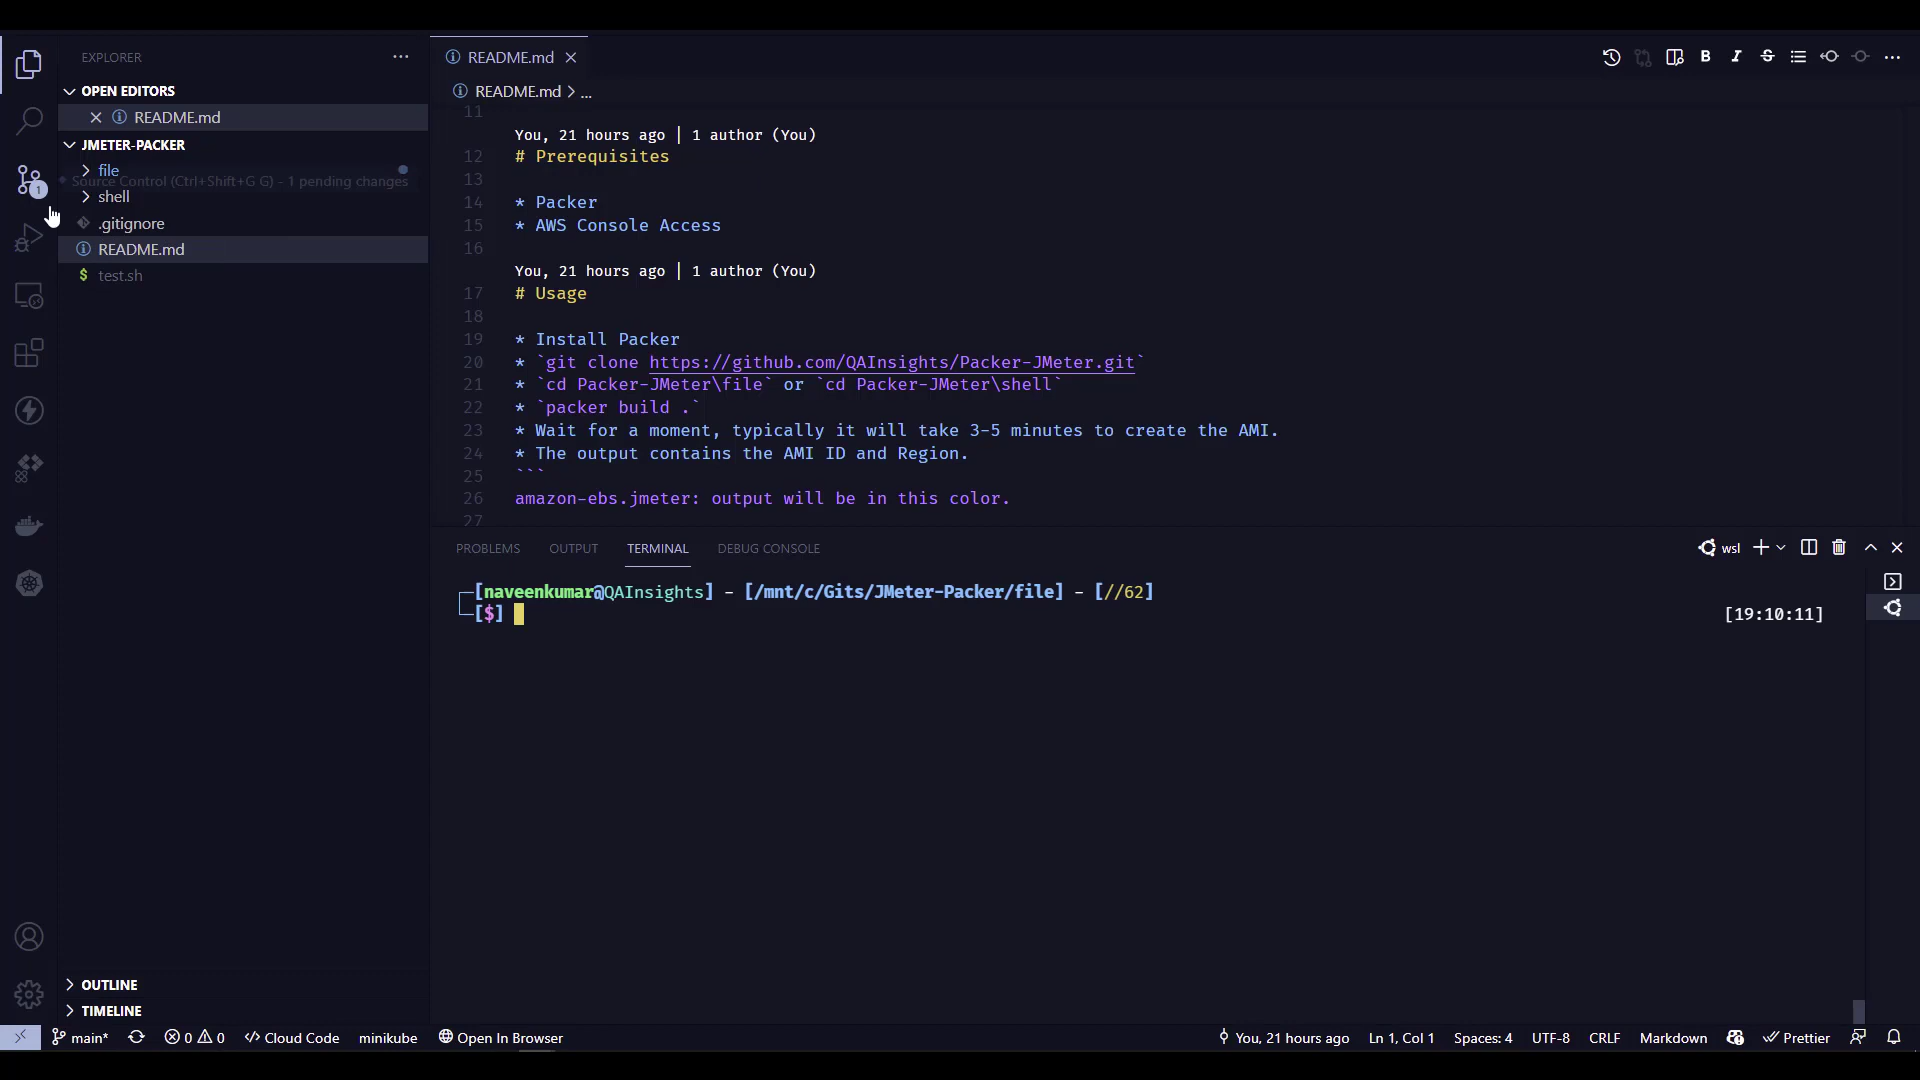 EXPLORER
OPEN EDITORS
README.md
JMETER-PACKER
file
Source Control (Ctrl+Shift+G G) - 1 pending changes
1
shell
.gitignore
README.md
test.sh
OUTLINE
TIMELINE
README.md
README.md > ...
11
You, 21 hours ago | 1 author (You)
12 # Prerequisites
13
14 * Packer
15 * AWS Console Access
16
You, 21 hours ago | 1 author (You)
17 # Usage
18
19 * Install Packer
20 * `git clone https://github.com/QAInsights/Packer-JMeter.git`
21 * `cd Packer-JMeter\file` or `cd Packer-JMeter\shell`
22 * `packer build .`
23 * Wait for a moment, typically it will take 3-5 minutes to create the AMI.
24 * The output contains the AMI ID and Region.
25 ```
26 amazon-ebs.jmeter: output will be in this color.
27
PROBLEMS OUTPUT TERMINAL DEBUG CONSOLE
wsl
[naveenkumar@QAInsights] - [/mnt/c/Gits/JMeter-Packer/file] - [//62]
[$] [19:10:11]
main* 0 0 Cloud Code minikube Open In Browser You, 21 hours ago Ln 1, Col 1 Spaces: 4 UTF-8 CRLF Markdown Prettier